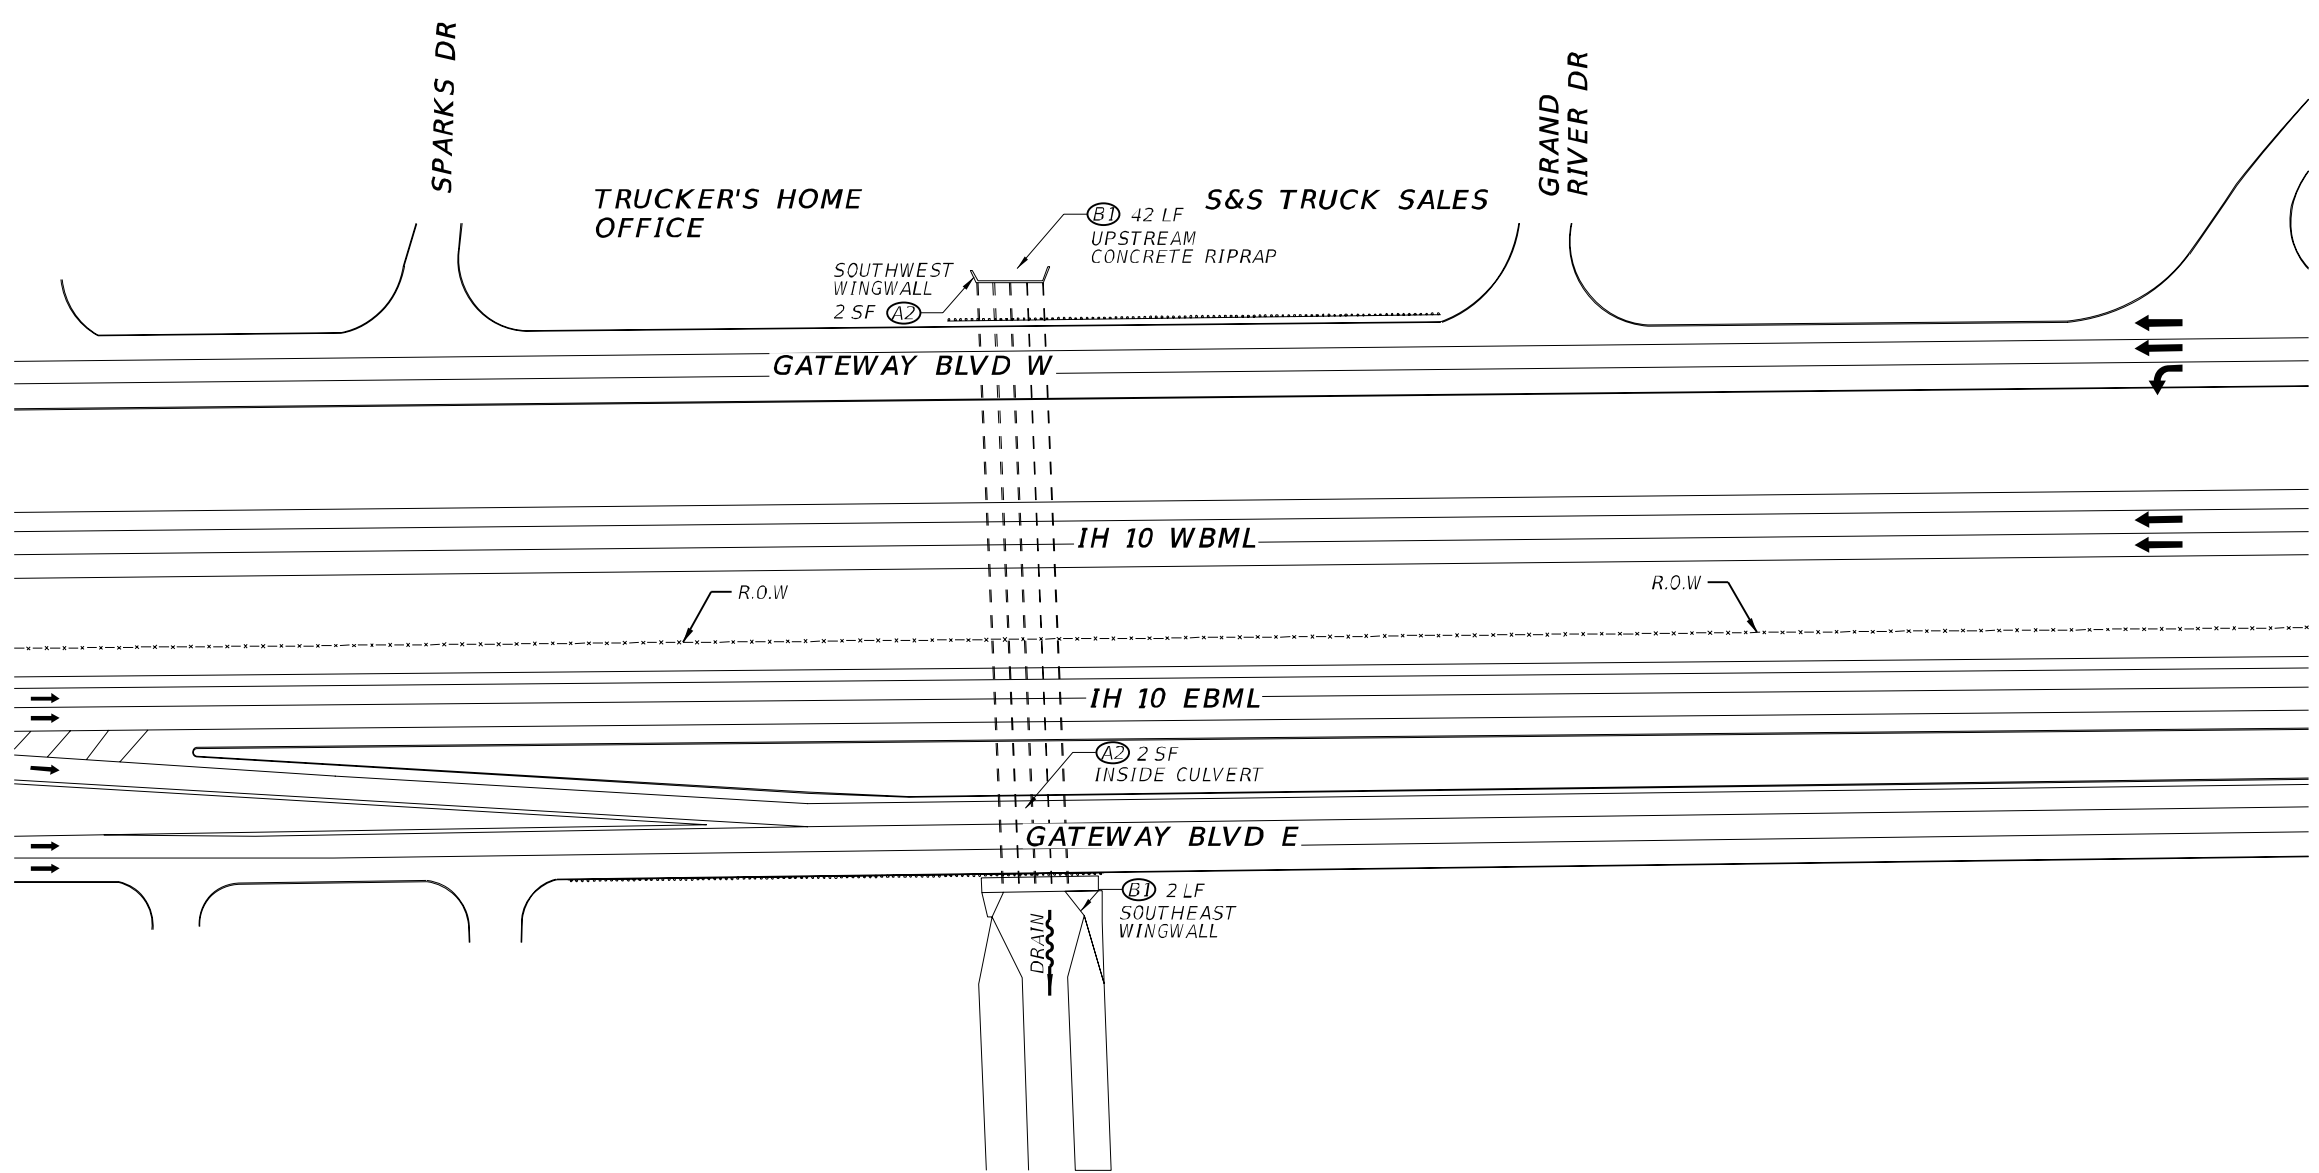 SPARKS DR
GRAND
RIVER DR
TRUCKER'S HOME
OFFICE
S&S TRUCK SALES
B1 42 LF
UPSTREAM
CONCRETE RIPRAP
SOUTHWEST
WINGWALL
2 SF A2
GATEWAY BLVD W
IH 10 WBML
R.O.W
R.O.W
IH 10 EBML
A2 2 SF
INSIDE CULVERT
GATEWAY BLVD E
B1 2 LF
SOUTHEAST
WINGWALL
DRAIN